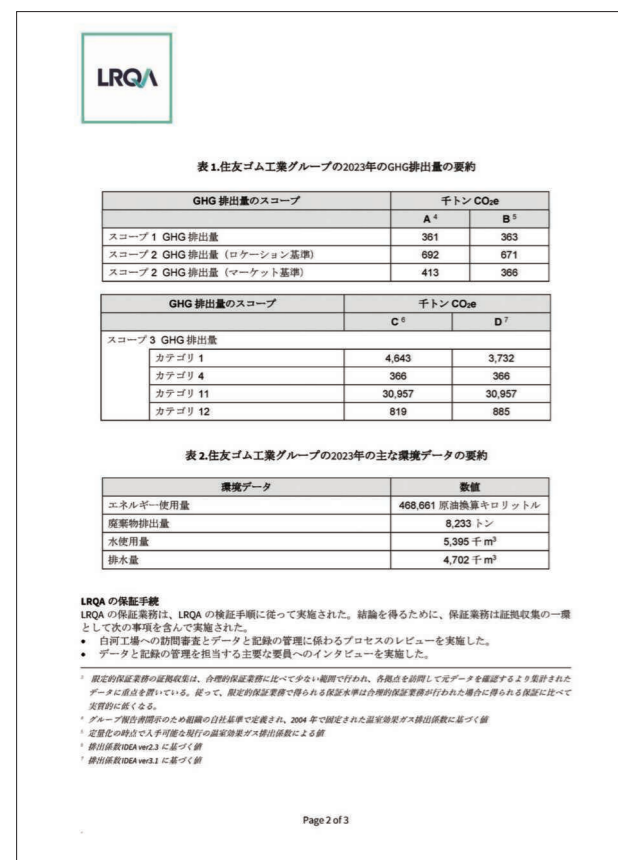 LRQA
表 1.住友ゴム工業グループの2023年のGHG排出量の要約
GHG 排出量のスコープ 千トン CO₂e
A ⁴ B ⁵
スコープ 1 GHG 排出量 361 363
スコープ 2 GHG 排出量（ロケーション基準） 692 671
スコープ 2 GHG 排出量（マーケット基準） 413 366
GHG 排出量のスコープ 千トン CO₂e
C ⁶ D ⁷
スコープ 3 GHG 排出量
カテゴリ 1 4,643 3,732
カテゴリ 4 366 366
カテゴリ 11 30,957 30,957
カテゴリ 12 819 885
表 2.住友ゴム工業グループの2023年の主な環境データの要約
環境データ 数値
エネルギー使用量 468,661 原油換算キロリットル
廃棄物排出量 8,233 トン
水使用量 5,395 千 m³
排水量 4,702 千 m³
LRQA の保証手続
LRQA の保証業務は、LRQA の検証手順に従って実施された。結論を得るために、保証業務は証拠収集の一環
として次の事項を含んで実施された。
• 白河工場への訪問審査とデータと記録の管理に係わるプロセスのレビューを実施した。
• データと記録の管理を担当する主要な要員へのインタビューを実施した。
³ 限定的保証業務の証拠収集は、合理的保証業務に比べて少ない範囲で行われ、各拠点を訪問して元データを確認するより集計された
データに重点を置いている。従って、限定的保証業務で得られる保証水準は合理的保証業務が行われた場合に得られる保証に比べて
実質的に低くなる。
⁴ グループ報告書開示のため組織の自社基準で定義され、2004 年で固定された温室効果ガス排出係数に基づく値
⁵ 定量化の時点で入手可能な現行の温室効果ガス排出係数による値
⁶ 排出係数IDEA ver2.3 に基づく値
⁷ 排出係数IDEA ver3.1 に基づく値
Page 2 of 3